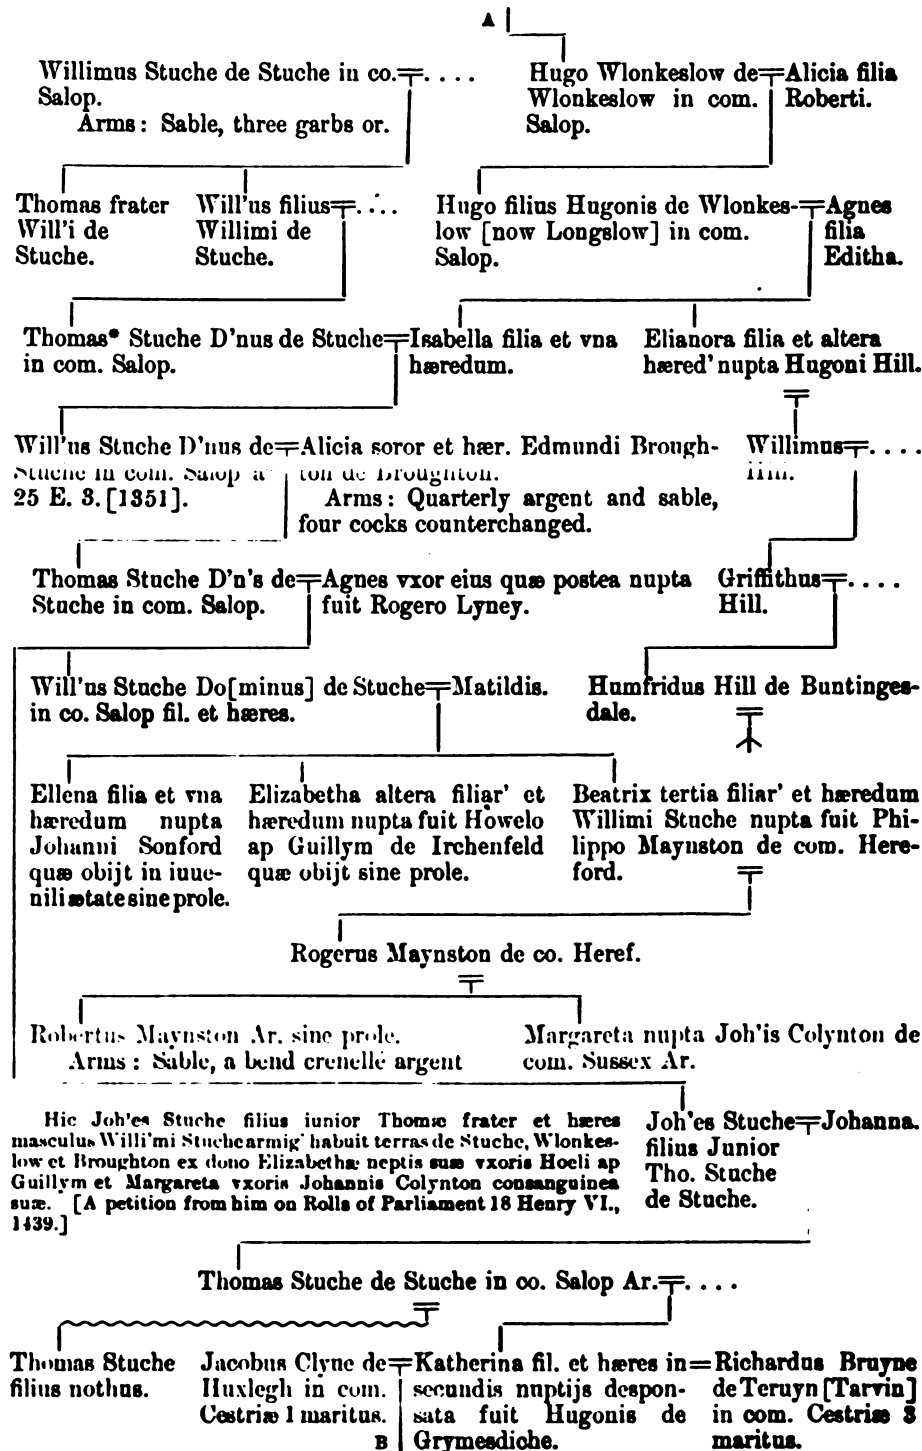 A
Willimus Stuche de Stuche in co. . . . .
Salop.
Arms: Sable, three garbs or.
Hugo Wlonkeslow de
Wlonkeslow in com.
Salop.
Alicia filia
Roberti.
Thomas frater
Will'i de
Stuche.
Will'us filius . . . .
Willimi de
Stuche.
Hugo filius Hugonis de Wlonkes-
low [now Longslow] in com.
Salop.
Agnes
filia
Editha.
Thomas* Stuche D'nus de Stuche
in com. Salop.
Isabella filia et vna
hæredum.
Elianora filia et altera
hæred' nupta Hugoni Hill.
Will'us Stuche D'nus de
Stuche in com. Salop a°
25 E. 3. [1351].
Alicia soror et hær. Edmundi Brough-
ton de Broughton.
Arms: Quarterly argent and sable,
four cocks counterchanged.
Willimus . . . .
Hill.
Thomas Stuche D'n's de
Stuche in com. Salop.
Agnes vxor eius quæ postea nupta
fuit Rogero Lyney.
Griffithus . . . .
Hill.
Will'us Stuche Do[minus] de Stuche
in co. Salop fil. et hæres.
Matildis.
Humfridus Hill de Buntinges-
dale.
Ellena filia et vna
hæredum nupta
Johanni Sonford
quæ obijt in iuue-
nili ætate sine prole.
Elizabetha altera filiar' et
hæredum nupta fuit Howelo
ap Guillym de Irchenfeld
quæ obijt sine prole.
Beatrix tertia filiar' et hæredum
Willimi Stuche nupta fuit Phi-
lippo Maynston de com. Here-
ford.
Rogerus Maynston de co. Heref.
Robertus Maynston Ar. sine prole.
Arms: Sable, a bend crenellé argent
Margareta nupta Joh'is Colynton de
com. Sussex Ar.
Hic Joh'es Stuche filius iunior Thomæ frater et hæres
masculus Willi'mi Stuche armig' habuit terras de Stuche, Wlonkes-
low et Broughton ex dono Elizabethæ neptis suæ vxoris Hoeli ap
Guillym et Margareta vxoris Johannis Colynton consanguinea
suæ. [A petition from him on Rolls of Parliament 18 Henry VI.,
1439.]
Joh'es Stuche
filius Junior
Tho. Stuche
de Stuche.
Johanna.
Thomas Stuche de Stuche in co. Salop Ar. . . . .
Thomas Stuche
filius nothus.
Jacobus Clyne de
Huxlegh in com.
Cestriæ 1 maritus.
B
Katherina fil. et hæres in
secundis nuptijs despon-
sata fuit Hugonis de
Grymesdiche.
Richardus Bruyne
de Teruyn [Tarvin]
in com. Cestriæ 3
maritus.